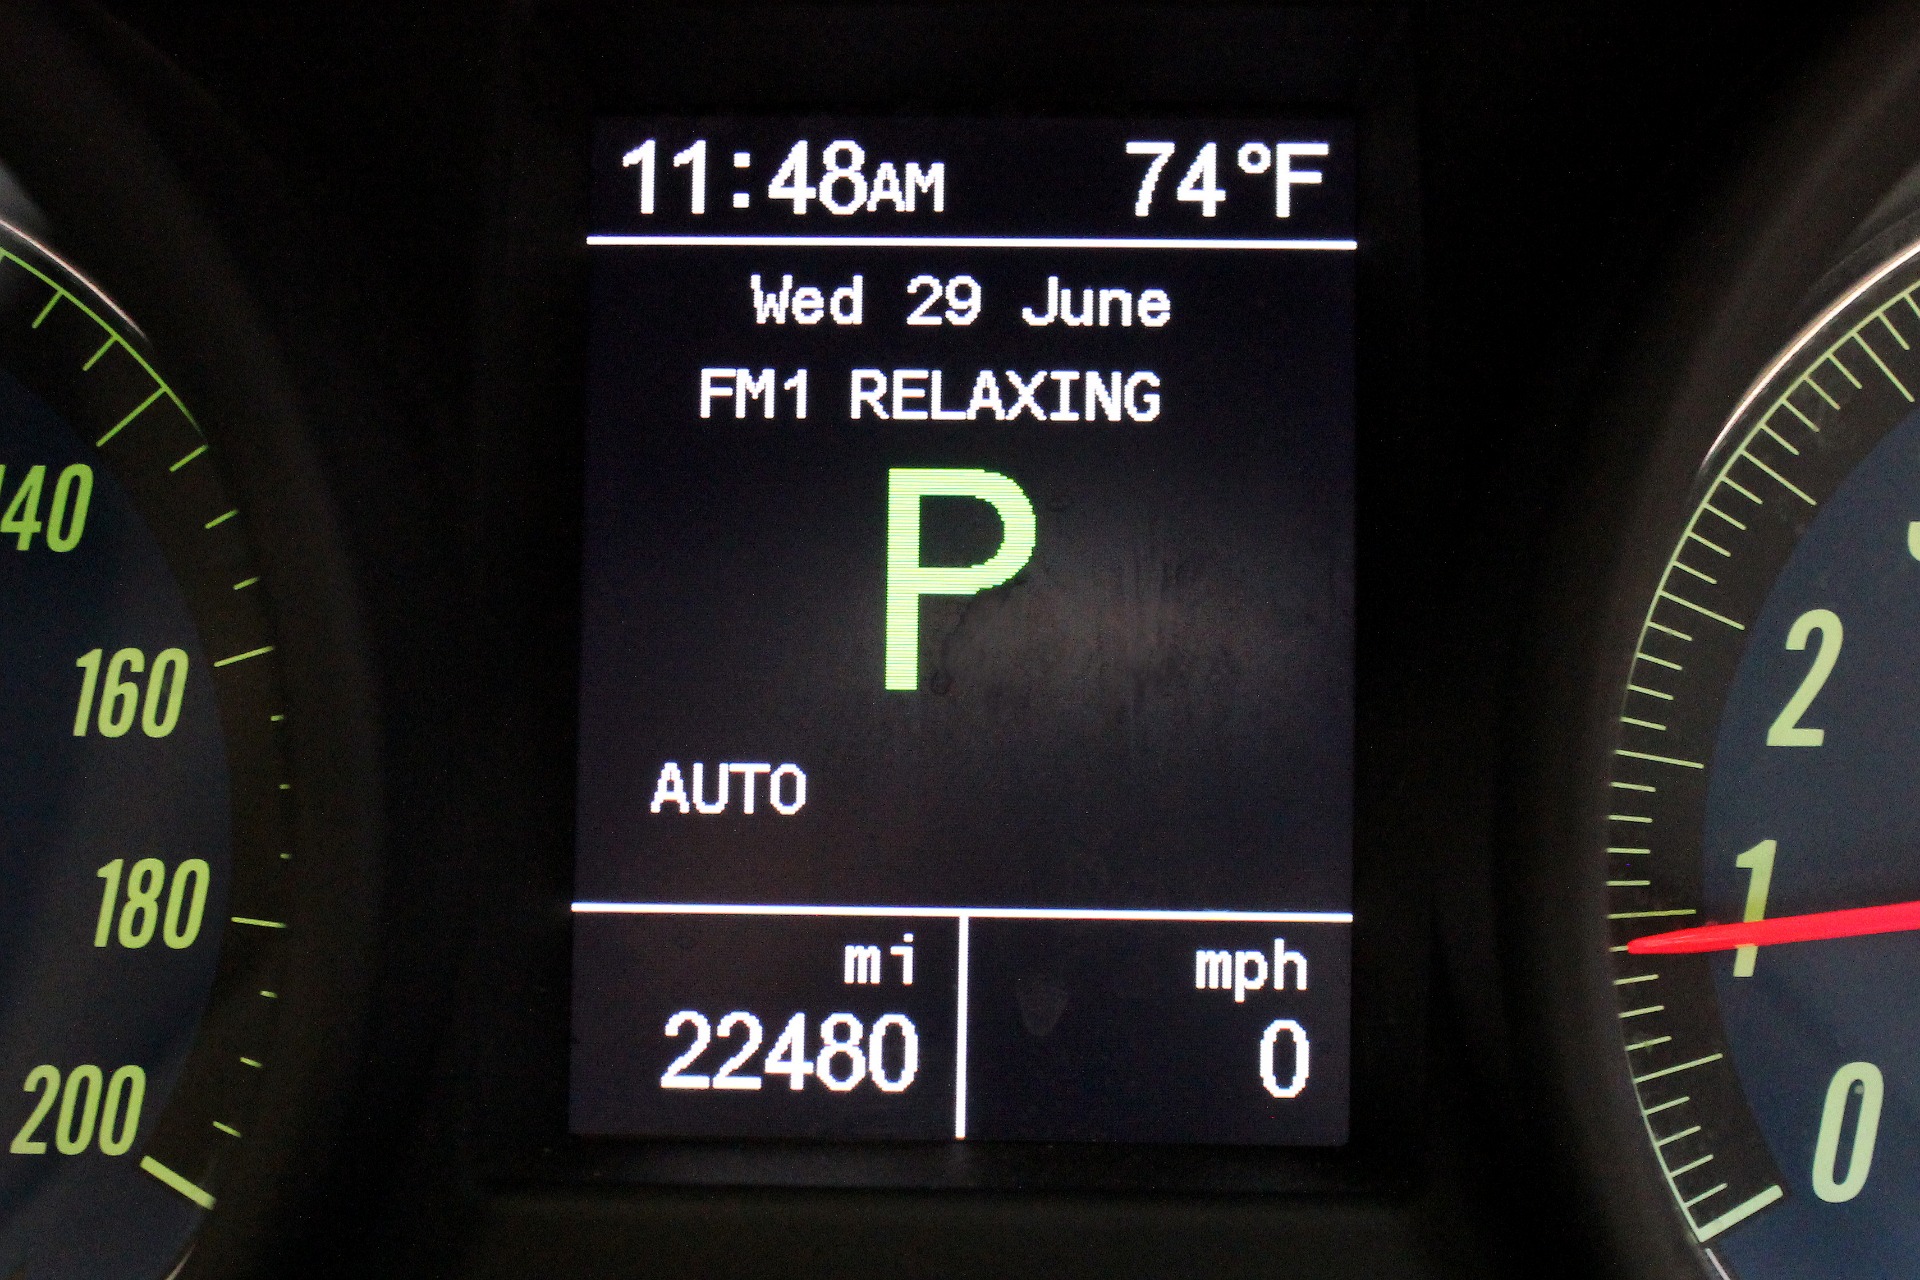 11:48AM 74°F
Wed 29 June
FM1 RELAXING
P
AUTO
mi mph
22480 0
160
180
200
2
1
0